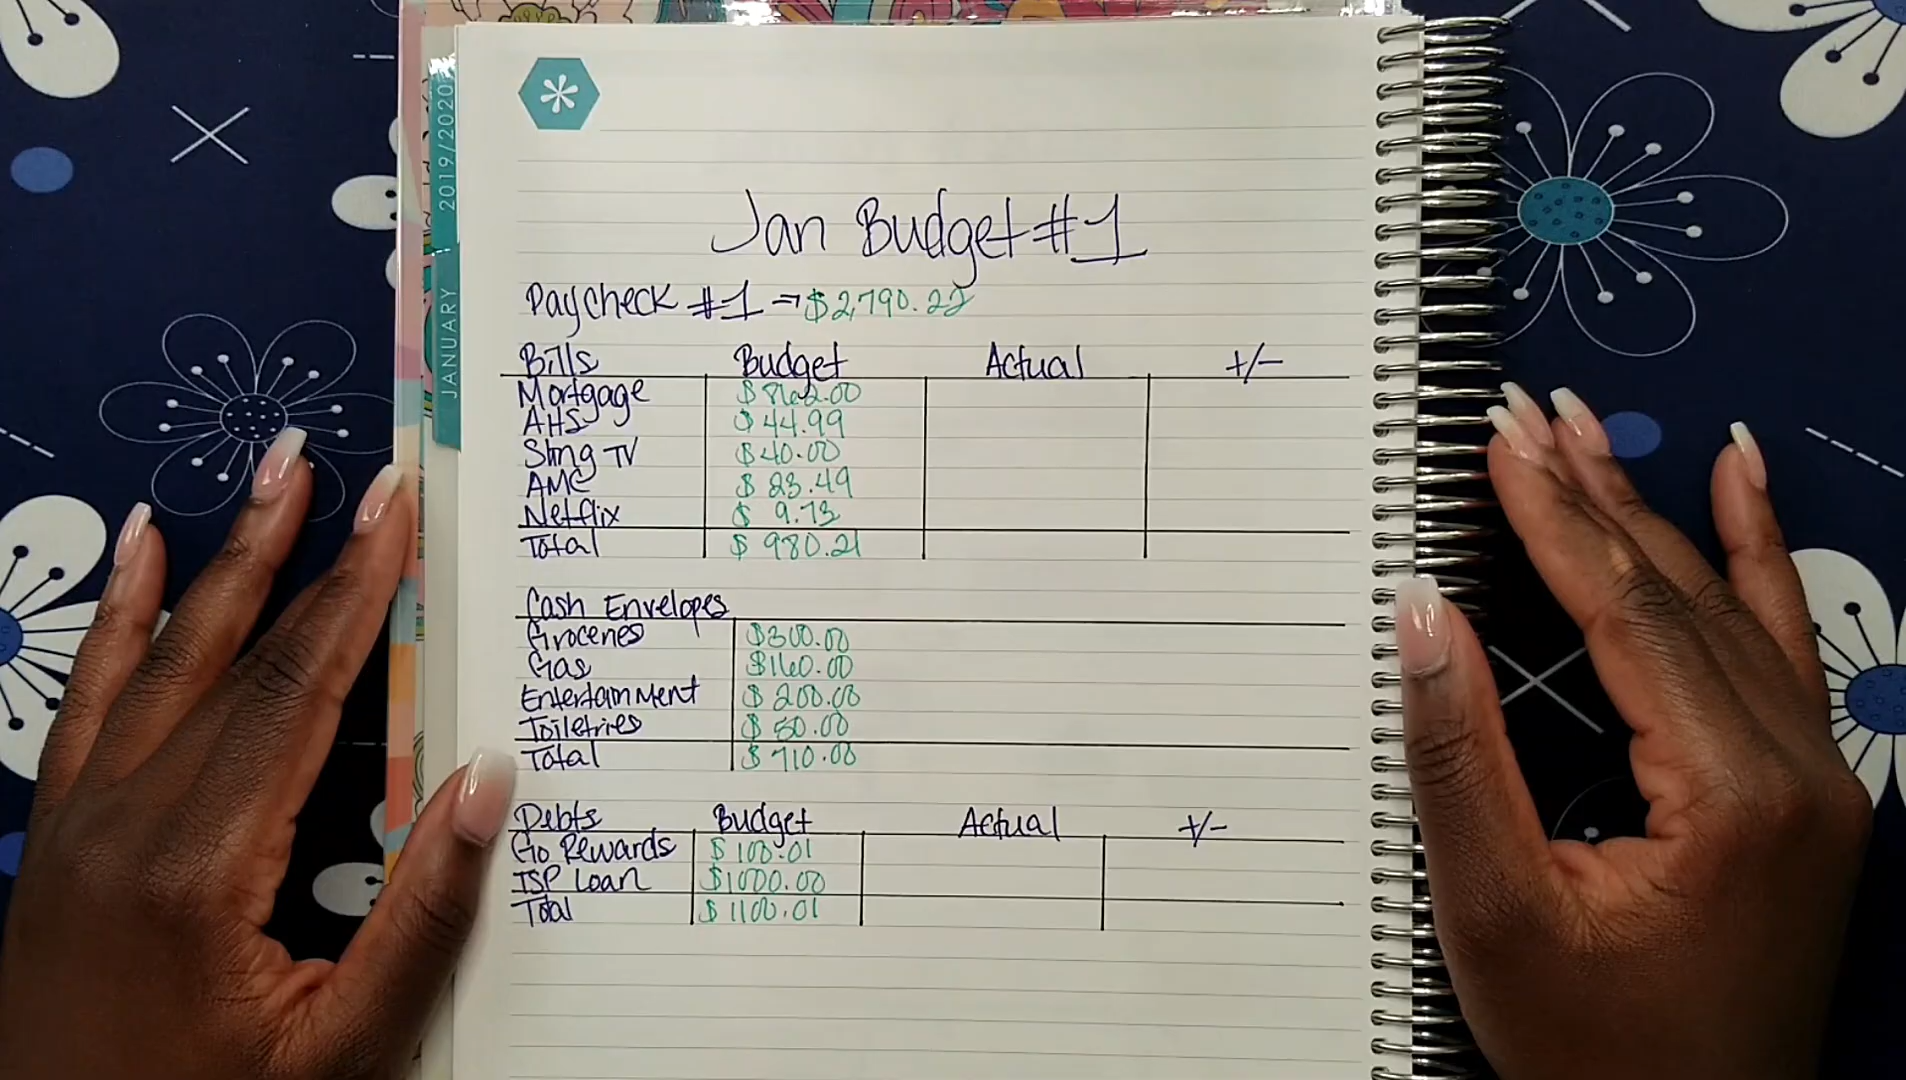 Jan Budget #1
Paycheck #1 → $2,790.22
Bills Budget Actual +/-
Mortgage $862.00
AHS $44.99
Sling TV $40.00
AMC $23.49
Netflix $ 9.73
Total $ 980.21
Cash Envelopes
Groceries $300.00
Gas $160.00
Entertainment $ 200.00
Toiletries $ 50.00
Total $ 710.00
Debts Budget Actual +/-
Go Rewards $ 100.01
TSP Loan $1000.00
Total $ 1100.01
JANUARY 2019/2020